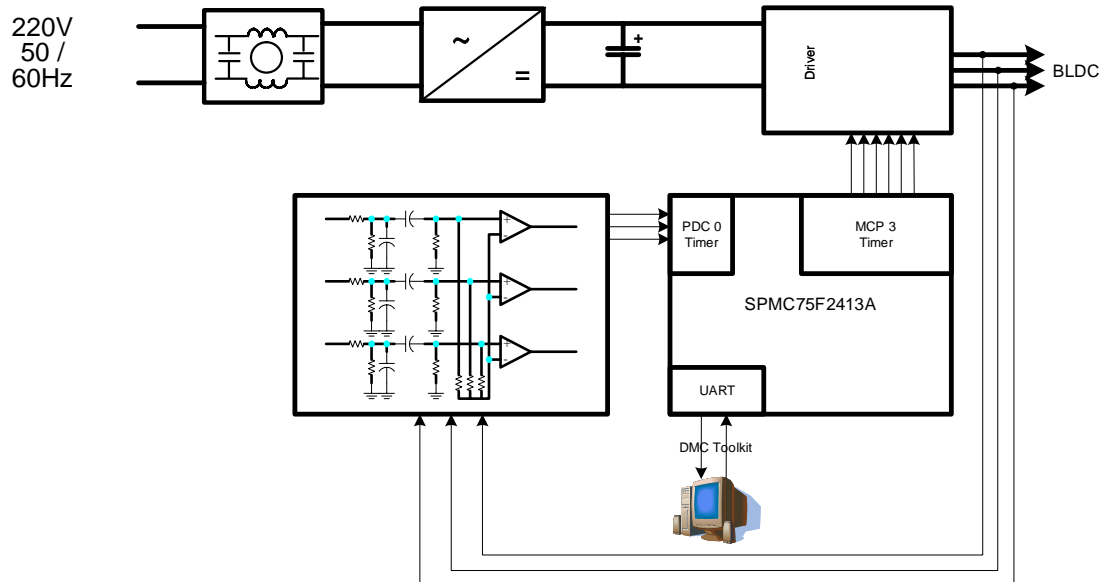 220V
50 /
60Hz
~
=
+
Driver
BLDC
PDC 0
Timer
MCP 3
Timer
SPMC75F2413A
+
-
+
-
+
-
UART
DMC Toolkit